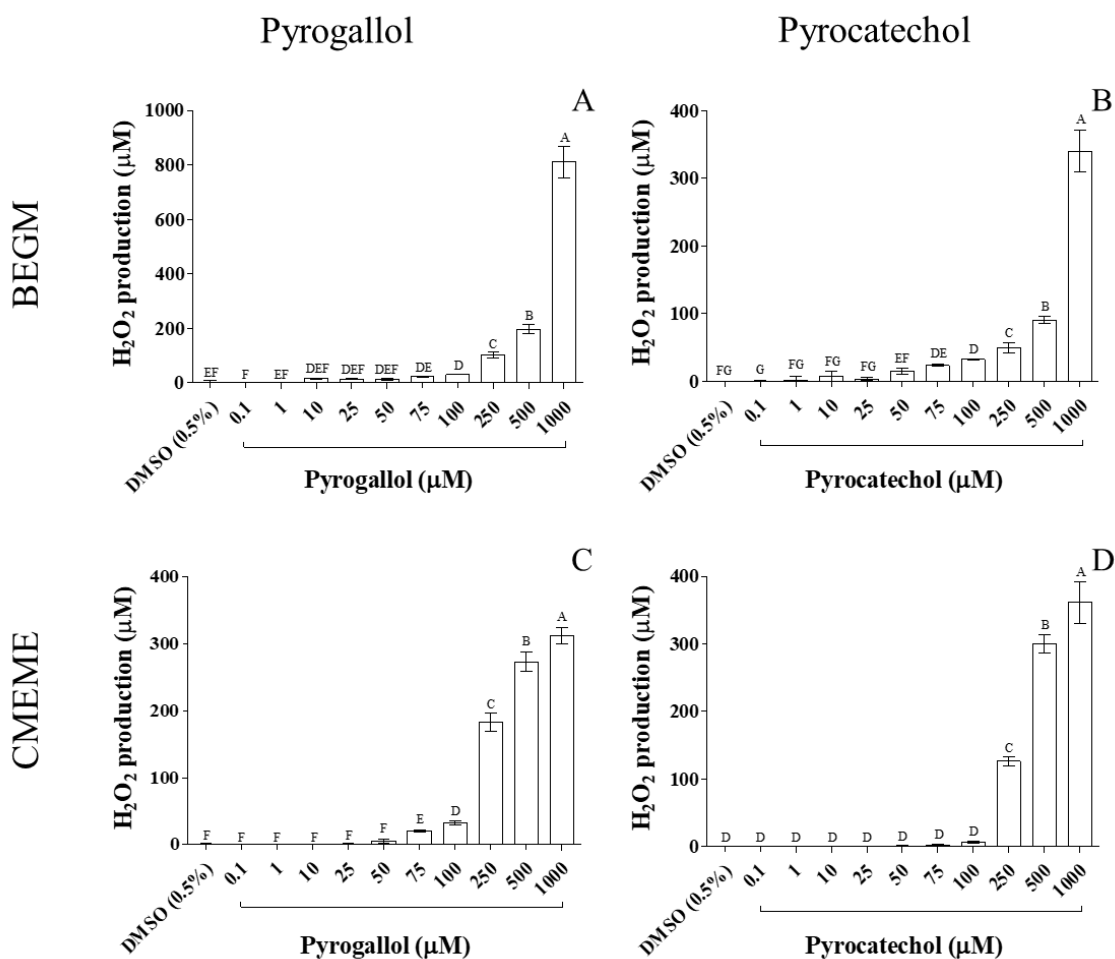 Pyrogallol
Pyrocatechol
BEGM
A
H₂O₂ production (μM)
1000
800
600
400
200
0
EF F EF DEF DEF DEF DE D C B A
DMSO (0.5%) 0.1 1 10 25 50 75 100 250 500 1000
Pyrogallol (μM)
B
H₂O₂ production (μM)
400
300
200
100
0
FG G FG FG FG EF DE D C B A
DMSO (0.5%) 0.1 1 10 25 50 75 100 250 500 1000
Pyrocatechol (μM)
CMEME
C
H₂O₂ production (μM)
400
300
200
100
0
F F F F F F E D C B A
DMSO (0.5%) 0.1 1 10 25 50 75 100 250 500 1000
Pyrogallol (μM)
D
H₂O₂ production (μM)
400
300
200
100
0
D D D D D D D D C B A
DMSO (0.5%) 0.1 1 10 25 50 75 100 250 500 1000
Pyrocatechol (μM)